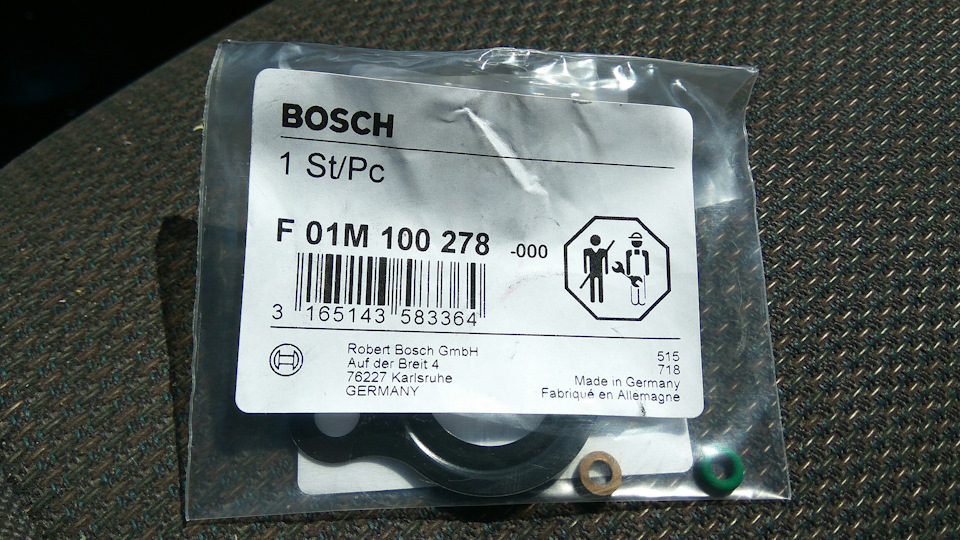 BOSCH
1 St/Pc
F 01M 100 278 -000
3 165143 583364
Robert Bosch GmbH
Auf der Breit 4
76227 Karlsruhe
GERMANY
515
718
Made in Germany
Fabriqué en Allemagne